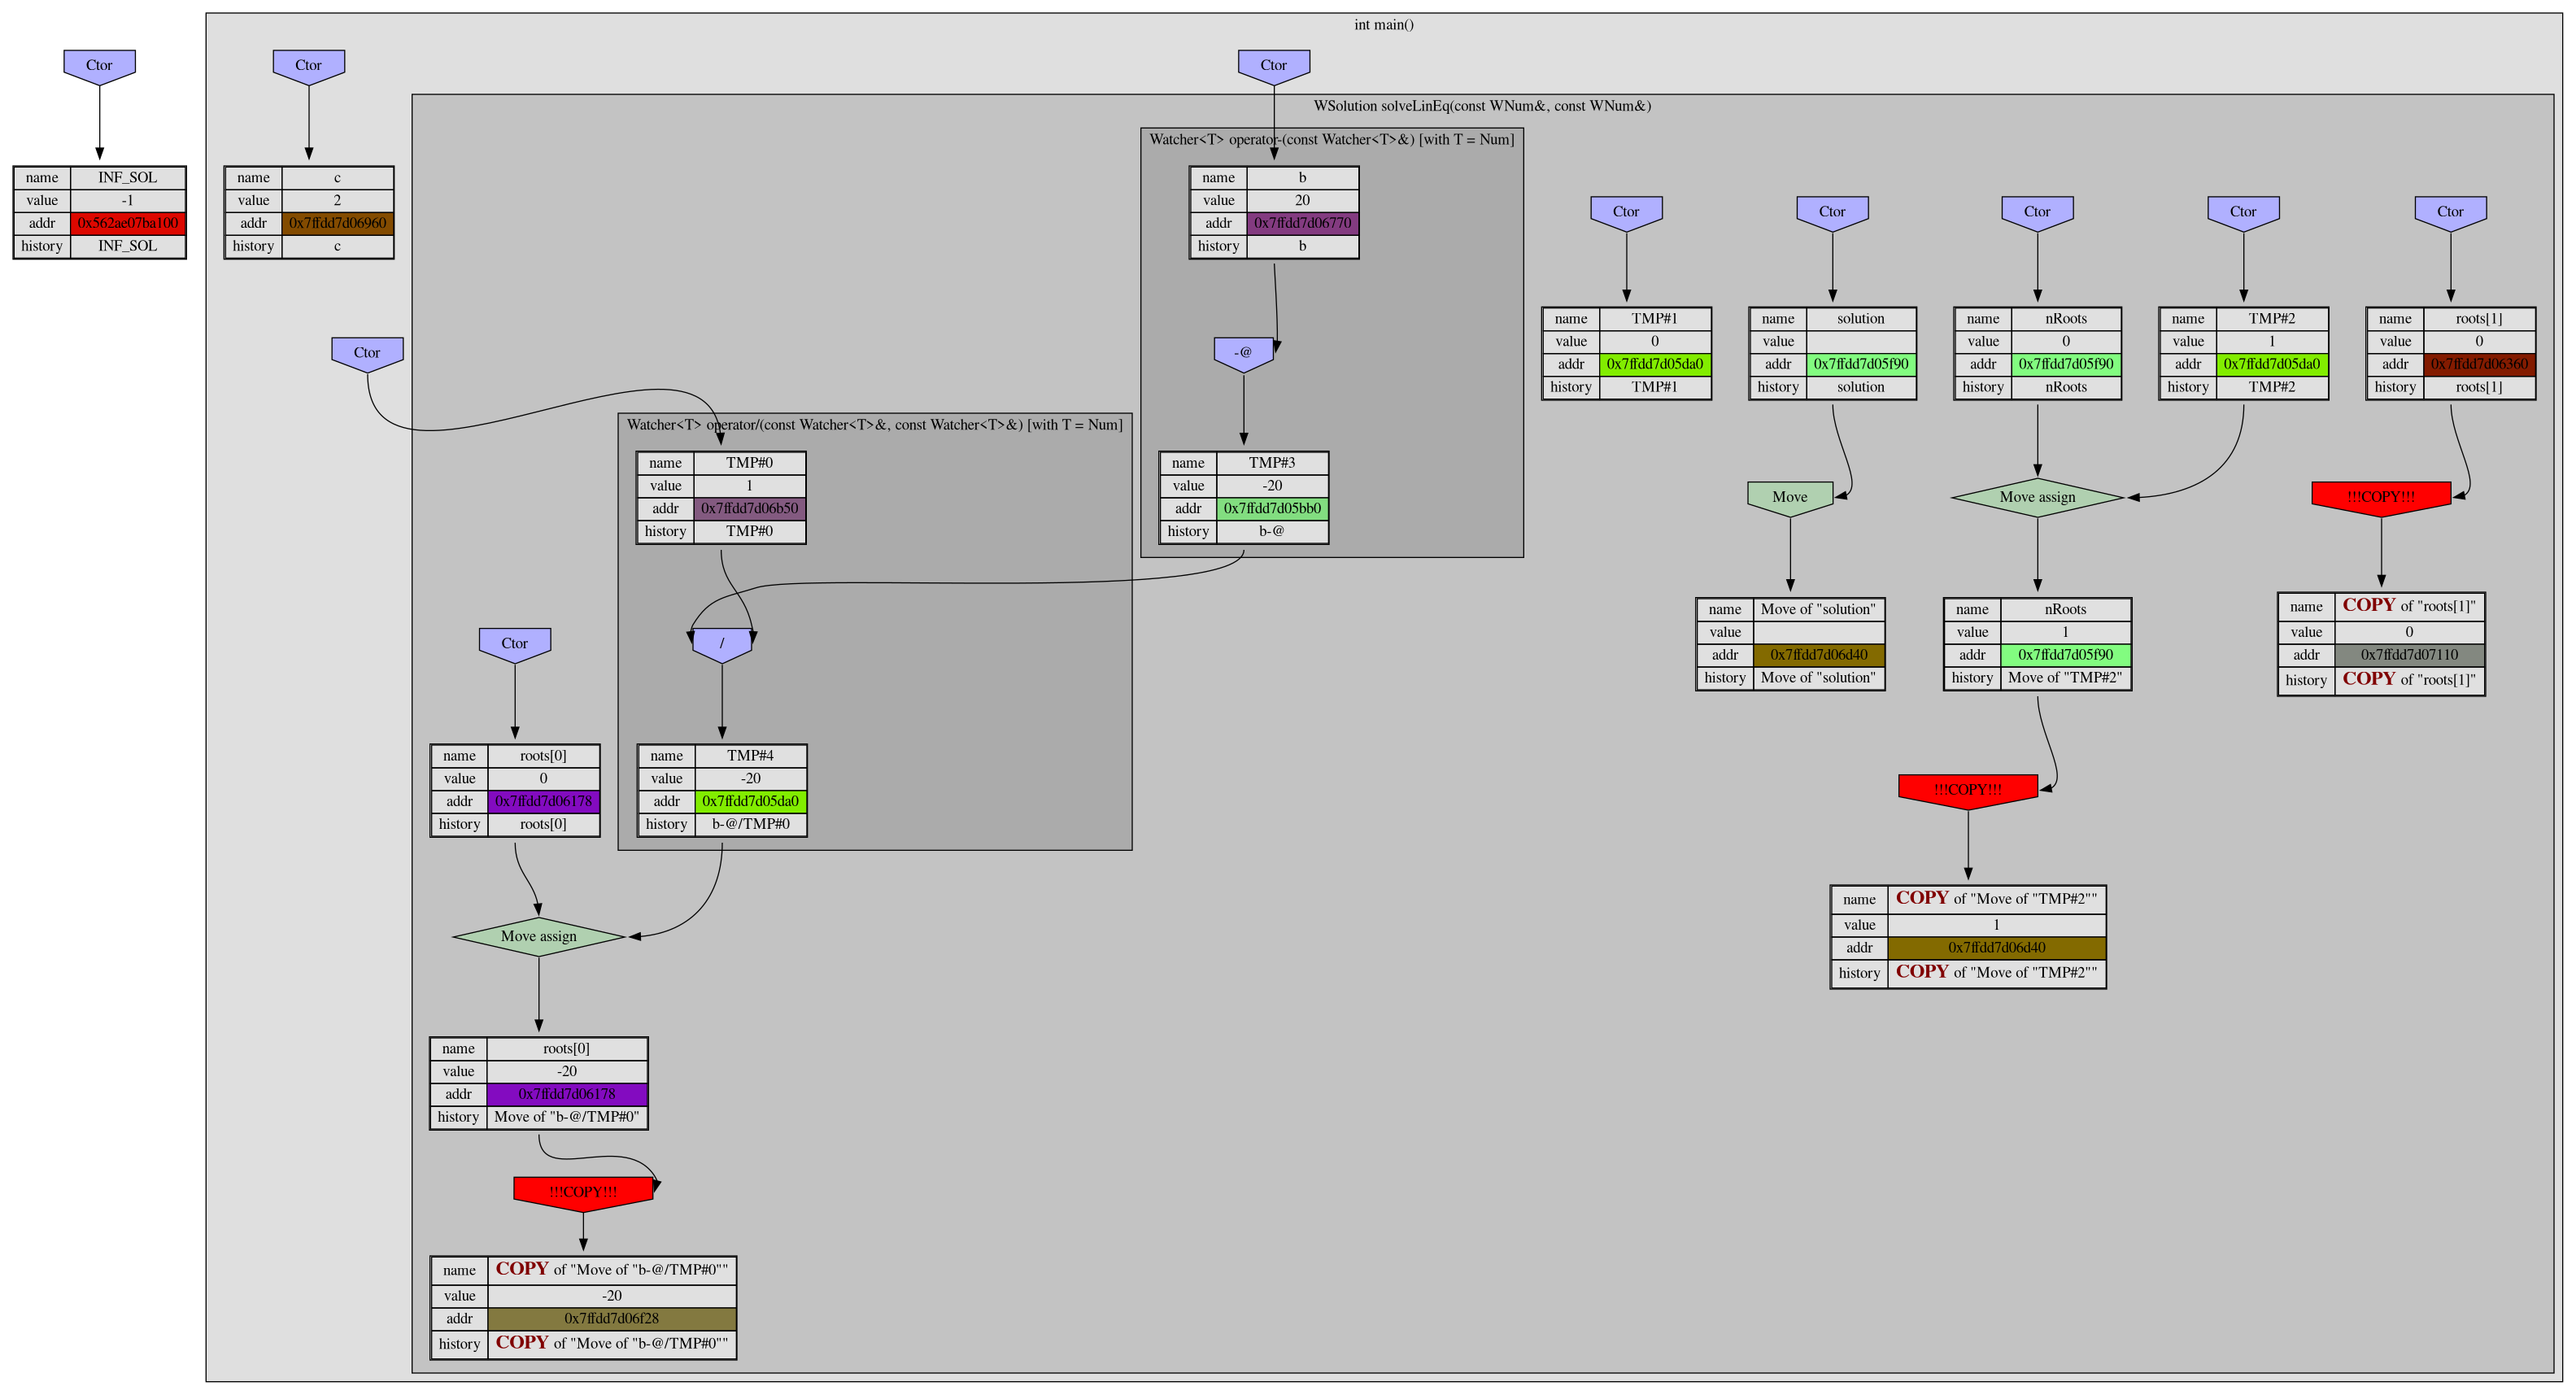 int main()
Ctor
Ctor
Ctor
WSolution solveLinEq(const WNum&, const WNum&)
Watcher<T> operator-(const Watcher<T>&) [with T = Num]
name INF_SOL
value -1
addr 0x562ae07ba100
history INF_SOL
name c
value 2
addr 0x7ffdd7d06960
history c
name b
value 20
addr 0x7ffdd7d06770
history b
Ctor
Ctor
Ctor
Ctor
Ctor
name TMP#1
value 0
addr 0x7ffdd7d05da0
history TMP#1
name solution
value
addr 0x7ffdd7d05f90
history solution
name nRoots
value 0
addr 0x7ffdd7d05f90
history nRoots
name TMP#2
value 1
addr 0x7ffdd7d05da0
history TMP#2
name roots[1]
value 0
addr 0x7ffdd7d06360
history roots[1]
Ctor
-@
Watcher<T> operator/(const Watcher<T>&, const Watcher<T>&) [with T = Num]
name TMP#0
value 1
addr 0x7ffdd7d06b50
history TMP#0
name TMP#3
value -20
addr 0x7ffdd7d05bb0
history b-@
Move
Move assign
!!!COPY!!!
name Move of "solution"
value
addr 0x7ffdd7d06d40
history Move of "solution"
name nRoots
value 1
addr 0x7ffdd7d05f90
history Move of "TMP#2"
name COPY of "roots[1]"
value 0
addr 0x7ffdd7d07110
history COPY of "roots[1]"
Ctor
/
name roots[0]
value 0
addr 0x7ffdd7d06178
history roots[0]
name TMP#4
value -20
addr 0x7ffdd7d05da0
history b-@/TMP#0
!!!COPY!!!
name COPY of "Move of "TMP#2""
value 1
addr 0x7ffdd7d06d40
history COPY of "Move of "TMP#2""
Move assign
name roots[0]
value -20
addr 0x7ffdd7d06178
history Move of "b-@/TMP#0"
!!!COPY!!!
name COPY of "Move of "b-@/TMP#0""
value -20
addr 0x7ffdd7d06f28
history COPY of "Move of "b-@/TMP#0""